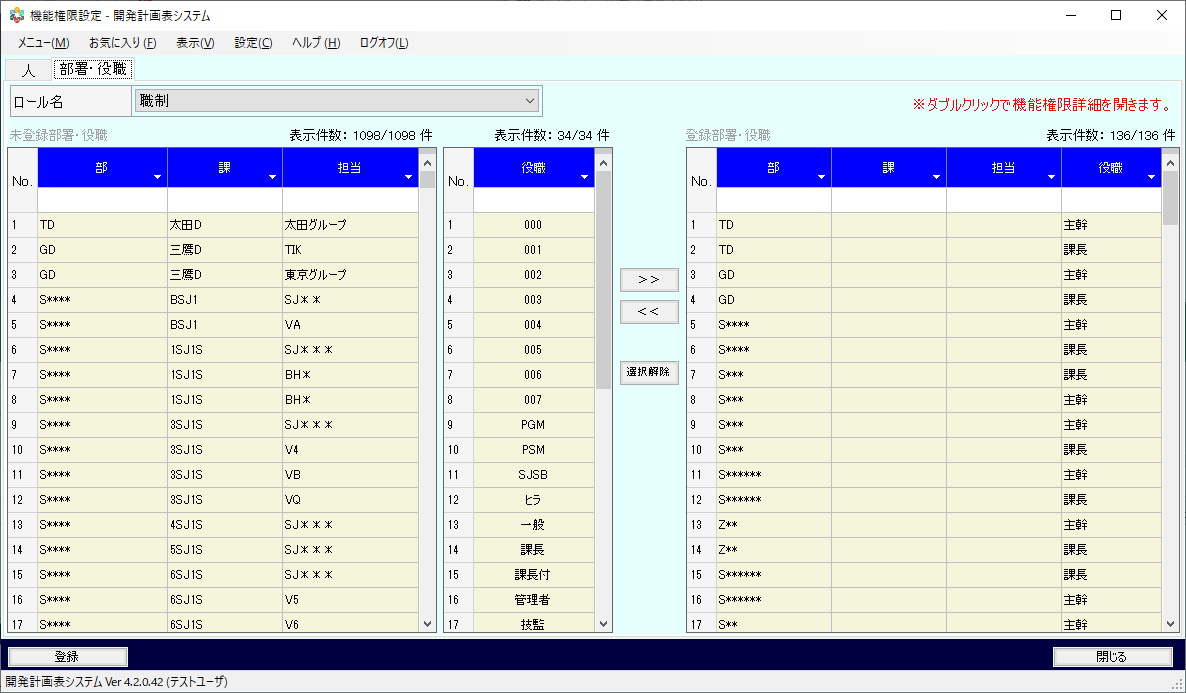 機能権限設定 - 開発計画表システム
メニュー(M) お気に入り(F) 表示(V) 設定(C) ヘルプ(H) ログオフ(L)
人 部署・役職
ロール名 職制
※ダブルクリックで機能権限詳細を開きます。
未登録部署・役職 表示件数: 1098/1098 件 表示件数: 34/34 件 登録部署・役職 表示件数: 136/136 件
No. 部 課 担当 No. 役職 No. 部 課 担当 役職
1 TD 太田D 太田グループ 1 000 1 TD 主幹
2 GD 三鷹D TIK 2 001 2 TD 課長
3 GD 三鷹D 東京グループ 3 002 3 GD 主幹
4 S**** BSJ1 SJ** 4 003 4 GD 課長
5 S**** BSJ1 VA 5 004 5 S**** 主幹
6 S**** 1SJ1S SJ*** 6 005 6 S**** 課長
7 S**** 1SJ1S BH* 7 006 7 S*** 課長
8 S**** 1SJ1S BH* 8 007 8 S*** 主幹
9 S**** 3SJ1S SJ*** 9 PGM 9 S*** 主幹
10 S**** 3SJ1S V4 10 PSM 10 S*** 課長
11 S**** 3SJ1S VB 11 SJSB 11 S****** 主幹
12 S**** 3SJ1S VQ 12 ヒラ 12 S****** 課長
13 S**** 4SJ1S SJ*** 13 一般 13 Z** 主幹
14 S**** 5SJ1S SJ*** 14 課長 14 Z** 課長
15 S**** 6SJ1S SJ*** 15 課長付 15 S****** 課長
16 S**** 6SJ1S V5 16 管理者 16 S****** 主幹
17 S**** 6SJ1S V6 17 技監 17 S** 主幹
>>
<<
選択解除
登録 閉じる
開発計画表システム Ver 4.2.0.42 (テストユーザ)